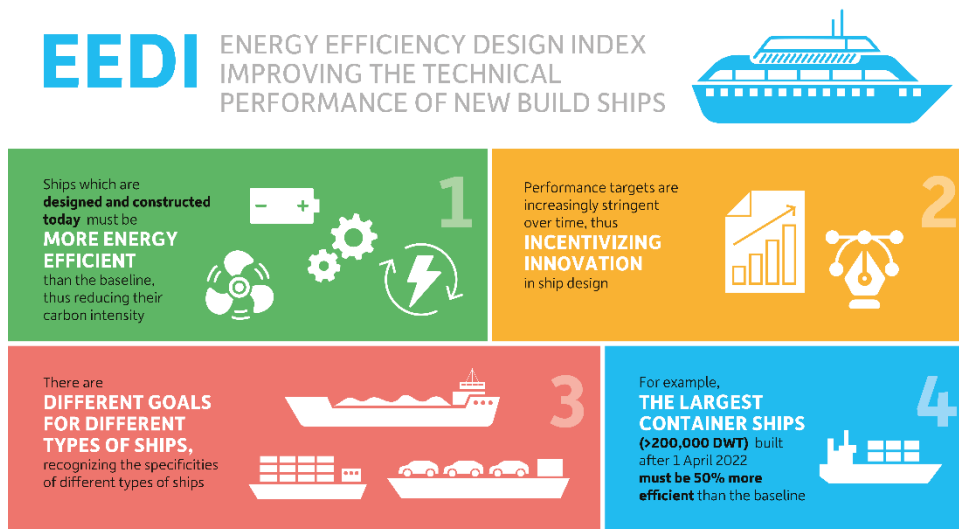 EEDI
ENERGY EFFICIENCY DESIGN INDEX
IMPROVING THE TECHNICAL
PERFORMANCE OF NEW BUILD SHIPS
1
Ships which are
designed and constructed
today must be
MORE ENERGY
EFFICIENT
than the baseline,
thus reducing their
carbon intensity
2
Performance targets are
increasingly stringent
over time, thus
INCENTIVIZING
INNOVATION
in ship design
3
There are
DIFFERENT GOALS
FOR DIFFERENT
TYPES OF SHIPS,
recognizing the specificities
of different types of ships
4
For example,
THE LARGEST
CONTAINER SHIPS
(>200,000 DWT) built
after 1 April 2022
must be 50% more
efficient than the baseline